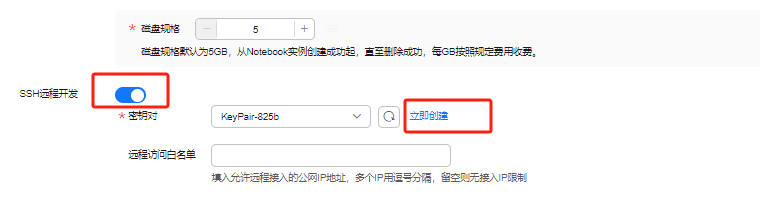 * 磁盘规格 − 5 +
磁盘规格默认为5GB，从Notebook实例创建成功起，直至删除成功，每GB按照规定费用收费。
SSH远程开发
* 密钥对 KeyPair-825b 立即创建
远程访问白名单
填入允许远程接入的公网IP地址，多个IP用逗号分隔，留空则无接入IP限制